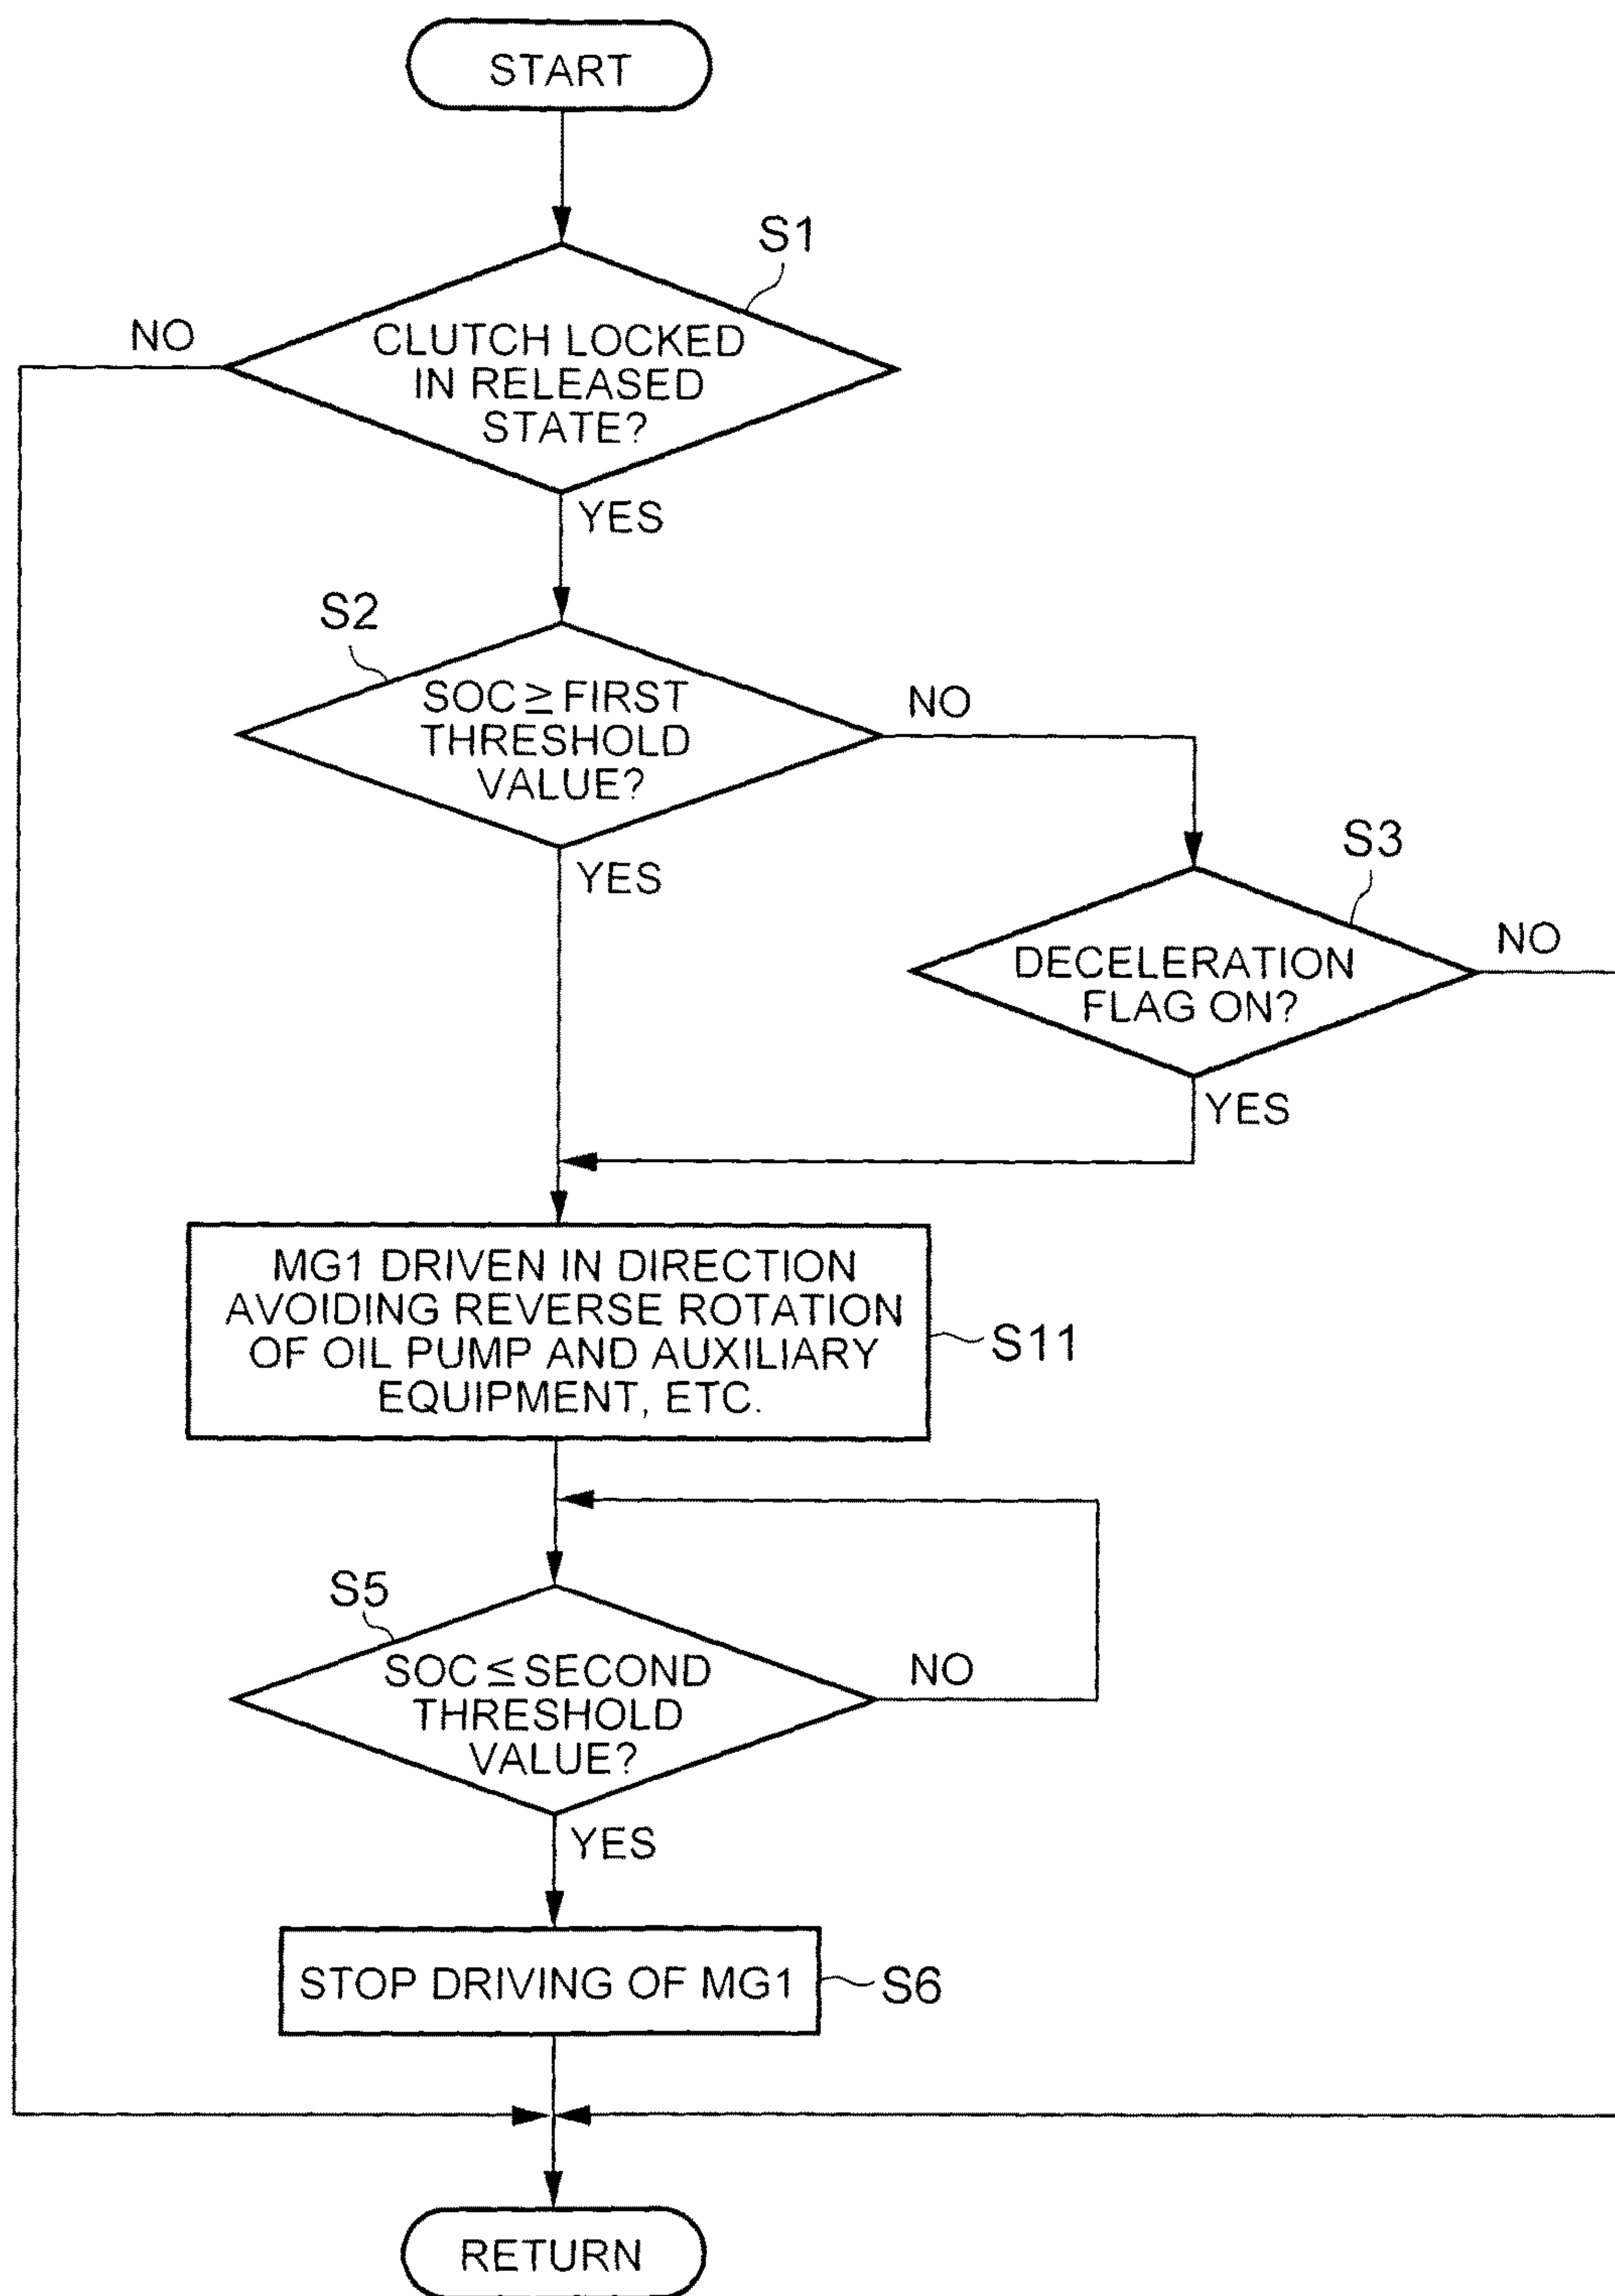 START
S1
NO
CLUTCH LOCKED
IN RELEASED
STATE?
YES
S2
SOC ≧ FIRST
THRESHOLD
VALUE?
NO
YES
S3
DECELERATION
FLAG ON?
NO
YES
MG1 DRIVEN IN DIRECTION
AVOIDING REVERSE ROTATION
OF OIL PUMP AND AUXILIARY
EQUIPMENT, ETC.
S11
S5
SOC ≦ SECOND
THRESHOLD
VALUE?
NO
YES
STOP DRIVING OF MG1
S6
RETURN